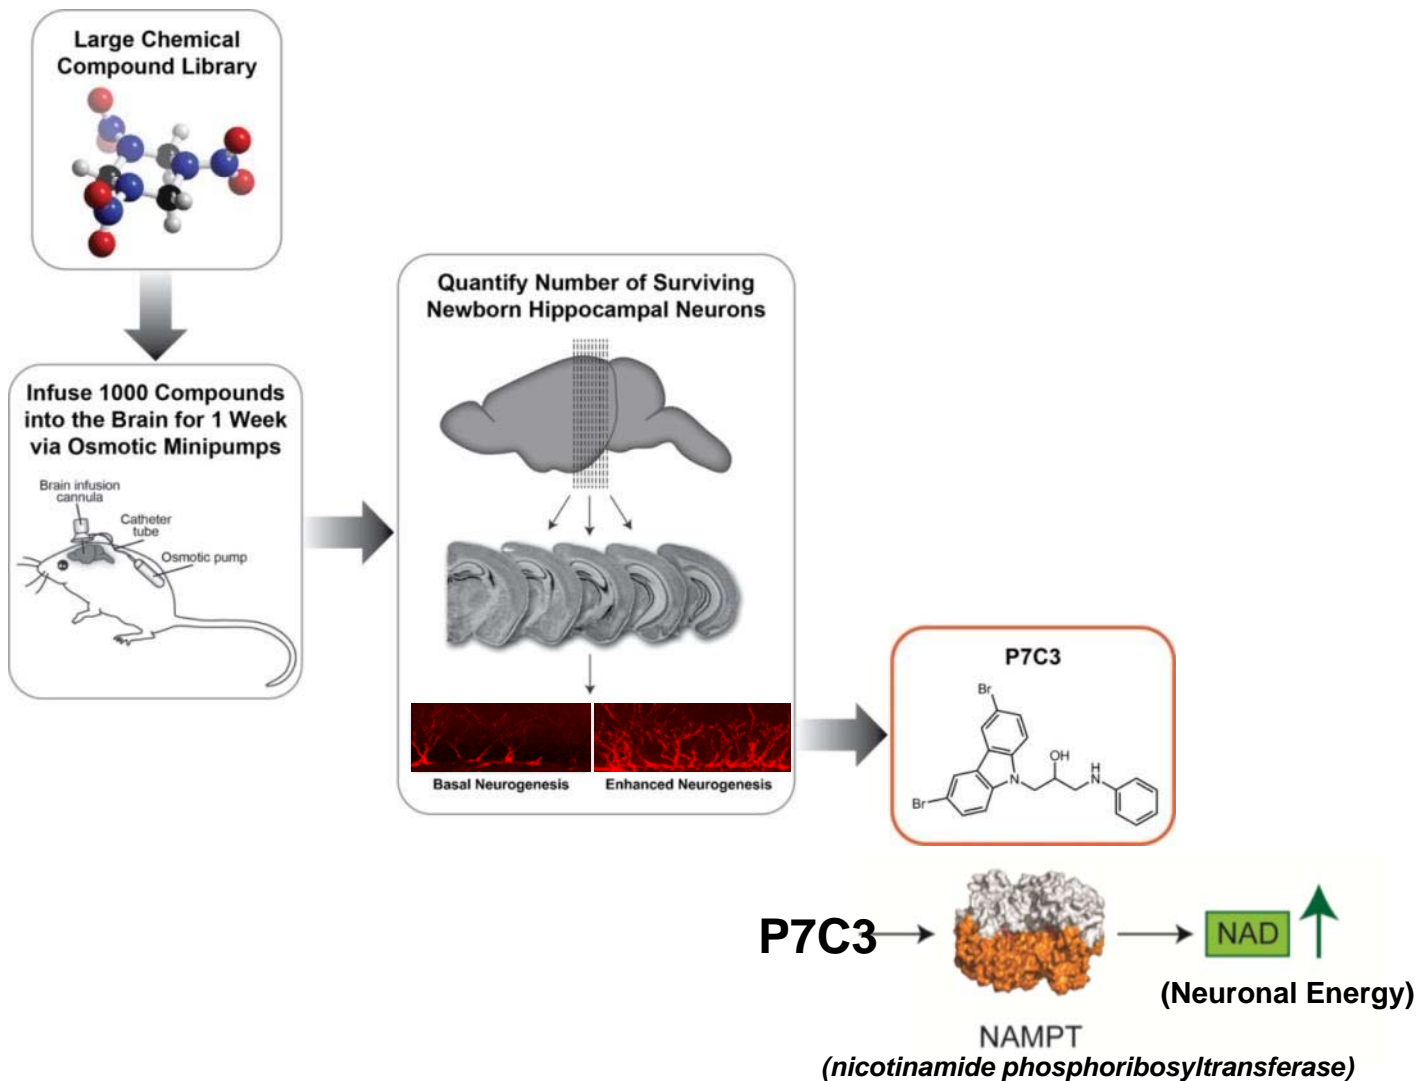 Large Chemical
Compound Library
Infuse 1000 Compounds
into the Brain for 1 Week
via Osmotic Minipumps
Brain infusion
cannula
Catheter
tube
Osmotic pump
Quantify Number of Surviving
Newborn Hippocampal Neurons
Basal Neurogenesis
Enhanced Neurogenesis
P7C3
Br
OH
H
N
N
Br
P7C3
NAD
(Neuronal Energy)
NAMPT
(nicotinamide phosphoribosyltransferase)